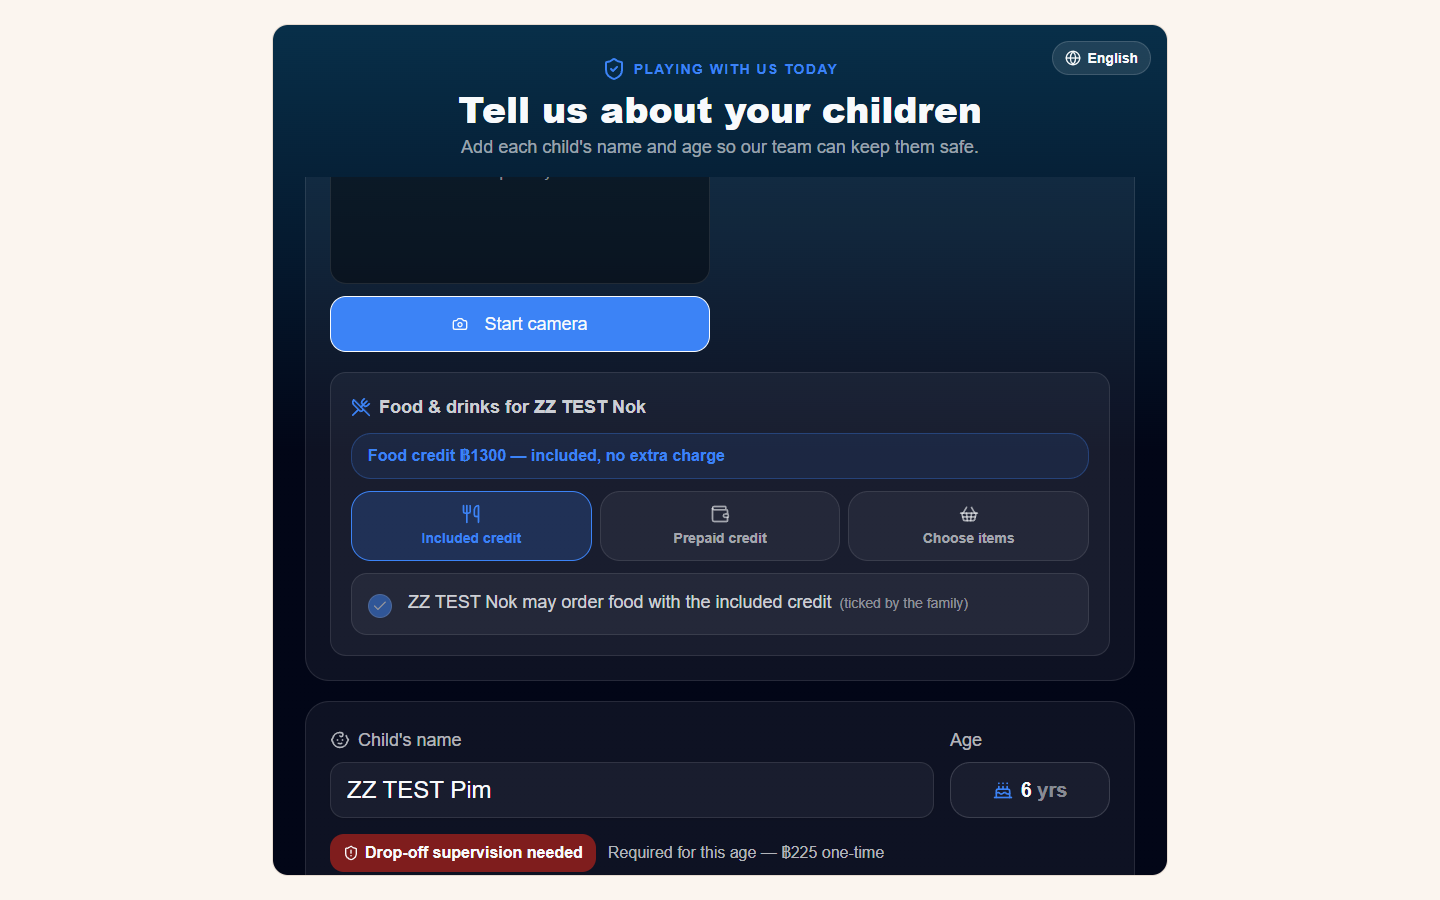 English
PLAYING WITH US TODAY
Tell us about your children
Add each child's name and age so our team can keep them safe.
Start camera
Food & drinks for ZZ TEST Nok
Food credit ฿1300 — included, no extra charge
Included credit
Prepaid credit
Choose items
ZZ TEST Nok may order food with the included credit (ticked by the family)
Child's name
Age
ZZ TEST Pim
6 yrs
Drop-off supervision needed
Required for this age — ฿225 one-time